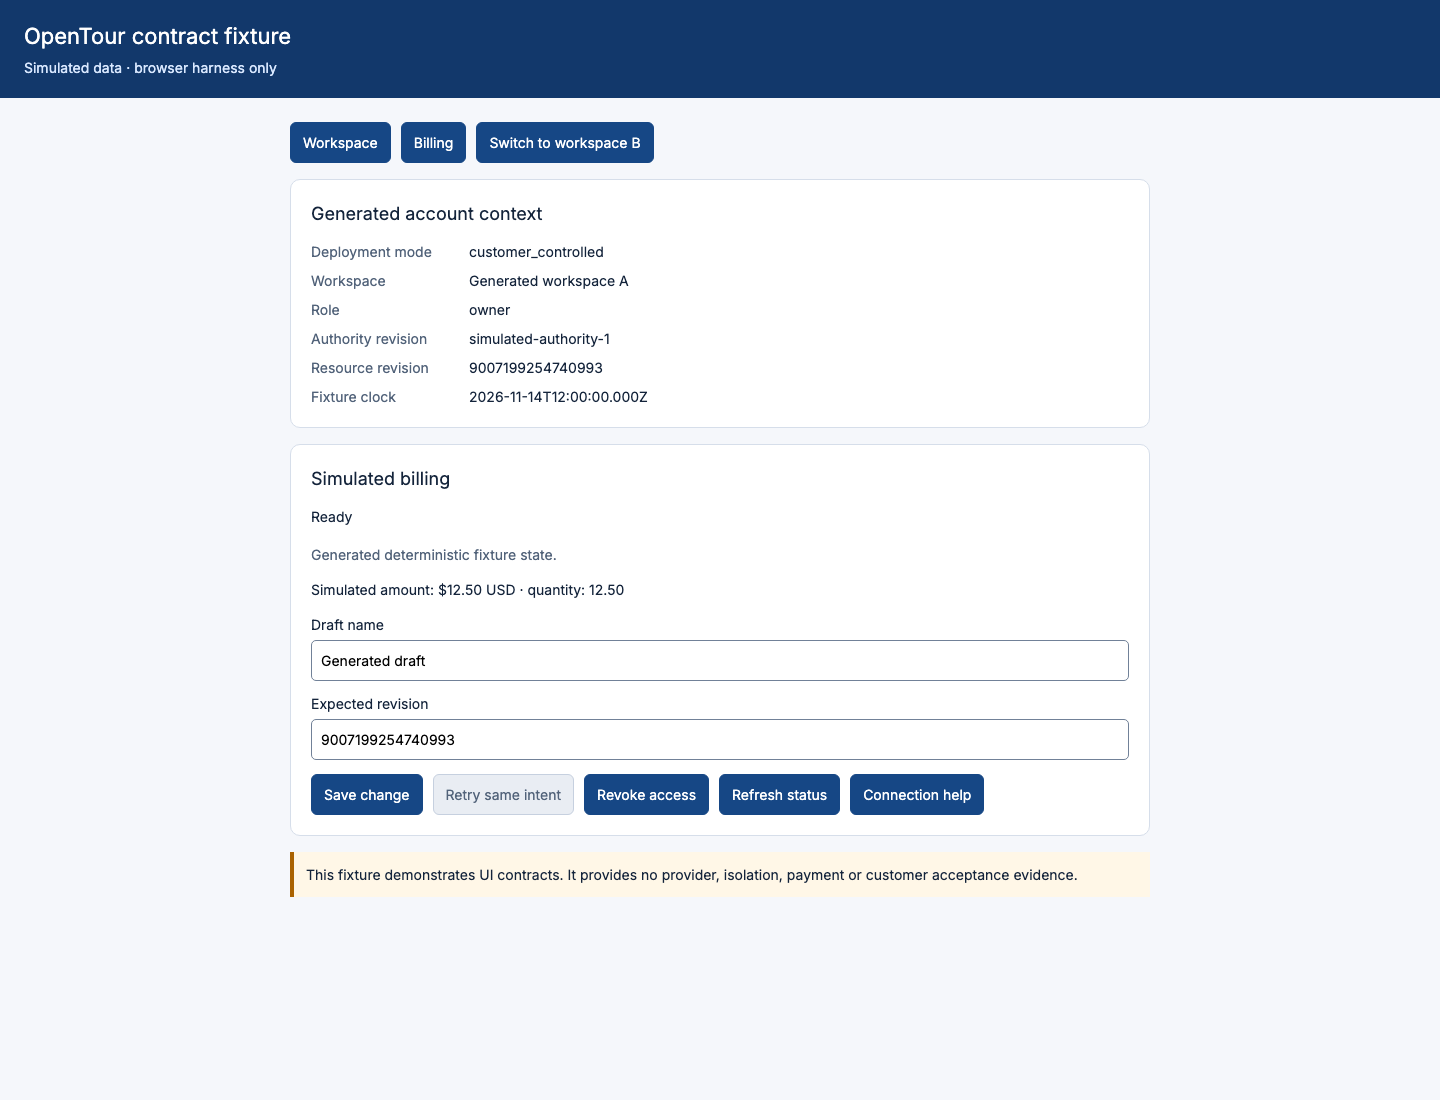 OpenTour contract fixture
Simulated data · browser harness only
Workspace
Billing
Switch to workspace B
Generated account context
Deployment mode customer_controlled
Workspace Generated workspace A
Role owner
Authority revision simulated-authority-1
Resource revision 9007199254740993
Fixture clock 2026-11-14T12:00:00.000Z
Simulated billing
Ready
Generated deterministic fixture state.
Simulated amount: $12.50 USD · quantity: 12.50
Draft name
Generated draft
Expected revision
9007199254740993
Save change
Retry same intent
Revoke access
Refresh status
Connection help
This fixture demonstrates UI contracts. It provides no provider, isolation, payment or customer acceptance evidence.